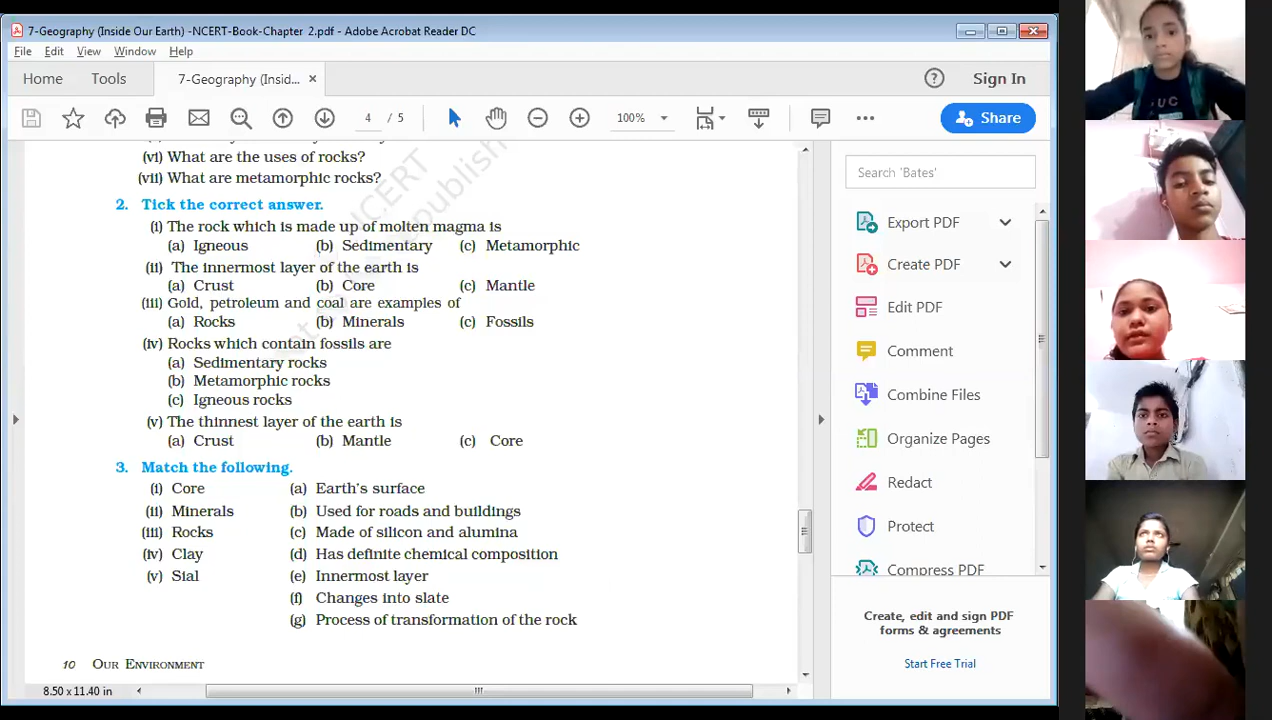 7-Geography (Inside Our Earth) -NCERT-Book-Chapter 2.pdf - Adobe Acrobat Reader DC
File Edit View Window Help
Home Tools 7-Geography (Insid... × Sign In
4 / 5 100% Share
(vi) What are the uses of rocks?
(vii) What are metamorphic rocks?
2. Tick the correct answer.
(i) The rock which is made up of molten magma is
(a) Igneous (b) Sedimentary (c) Metamorphic
(ii) The innermost layer of the earth is
(a) Crust (b) Core (c) Mantle
(iii) Gold, petroleum and coal are examples of
(a) Rocks (b) Minerals (c) Fossils
(iv) Rocks which contain fossils are
(a) Sedimentary rocks
(b) Metamorphic rocks
(c) Igneous rocks
(v) The thinnest layer of the earth is
(a) Crust (b) Mantle (c) Core
3. Match the following.
(i) Core (a) Earth's surface
(ii) Minerals (b) Used for roads and buildings
(iii) Rocks (c) Made of silicon and alumina
(iv) Clay (d) Has definite chemical composition
(v) Sial (e) Innermost layer
(f) Changes into slate
(g) Process of transformation of the rock
10 OUR ENVIRONMENT
8.50 x 11.40 in
NCERT
publish
Search 'Bates'
Export PDF
Create PDF
Edit PDF
Comment
Combine Files
Organize Pages
Redact
Protect
Compress PDF
Create, edit and sign PDF
forms & agreements
Start Free Trial